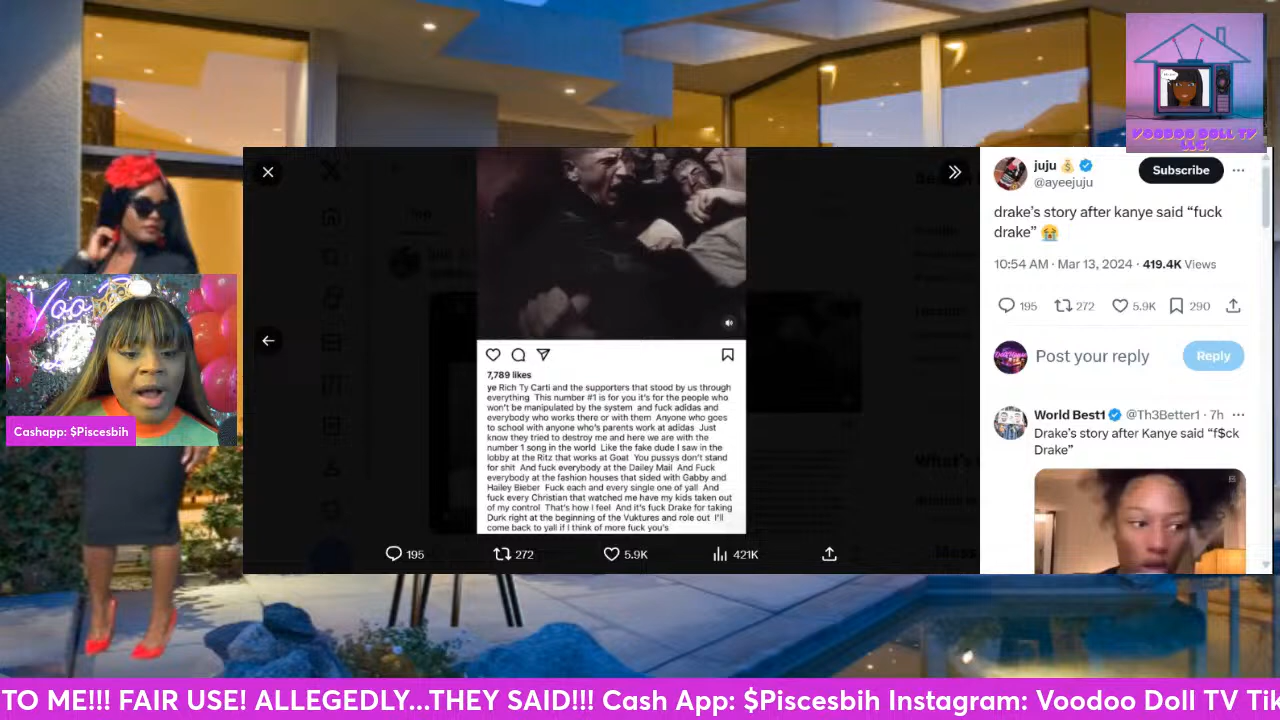 VOODOO DOLL TV
LLC.
juju
@ayeejuju
Subscribe
drake's story after kanye said “fuck
drake” 😭
10:54 AM · Mar 13, 2024 · 419.4K Views
195 272 5.9K 290
Post your reply
Reply
World Best1 @Th3Better1 · 7h
Drake's story after Kanye said “f$ck
Drake”
7,789 likes
ye Rich Ty Carti and the supporters that stood by us through
everything This number #1 is for you it's for the people who
won't be manipulated by the system and fuck adidas and
everybody who works there or with them Anyone who goes
to school with anyone who's parents work at adidas Just
know they tried to destroy me and here we are with the
number 1 song in the world Like the fake dude I saw in the
lobby at the Ritz that works at Goat You pussys don't stand
for shit And fuck everybody at the Dailey Mail And Fuck
everybody at the fashion houses that sided with Gabby and
Hailey Bieber Fuck each and every single one of yall And
fuck every Christian that watched me have my kids taken out
of my control That's how I feel And it's fuck Drake for taking
Durk right at the beginning of the Vuktures and role out I'll
come back to yall if I think of more fuck you's
195 272 5.9K 421K
Cashapp: $Piscesbih
TO ME!!! FAIR USE! ALLEGEDLY...THEY SAID!!! Cash App: $Piscesbih Instagram: Voodoo Doll TV Tik